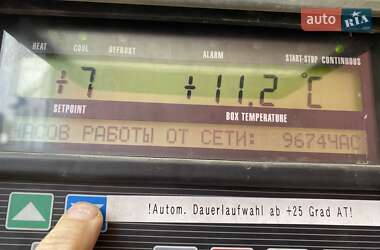 auto RIA
HEAT COOL DEFROST ALARM START-STOP CONTINUOUS
+7 +11.2 °C
SETPOINT BOX TEMPERATURE
ЧАСОВ РАБОТЫ ОТ СЕТИ: 9674ЧАС
!Autom. Dauerlaufwahl ab +25 Grad AT!